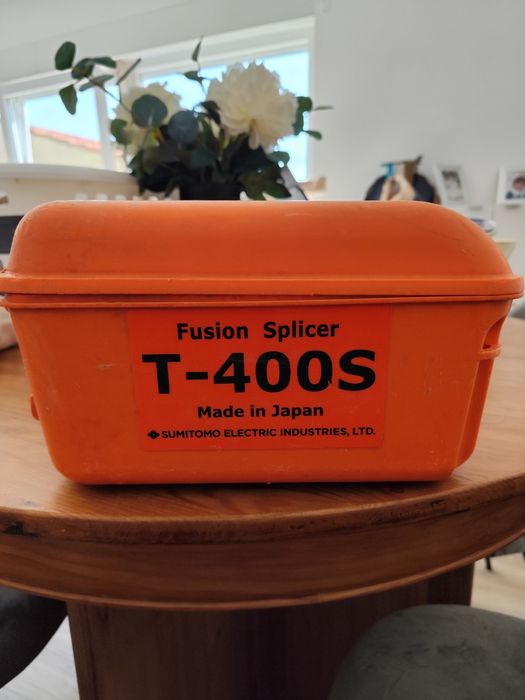 Fusion Splicer
T-400S
Made in Japan
SUMITOMO ELECTRIC INDUSTRIES, LTD.